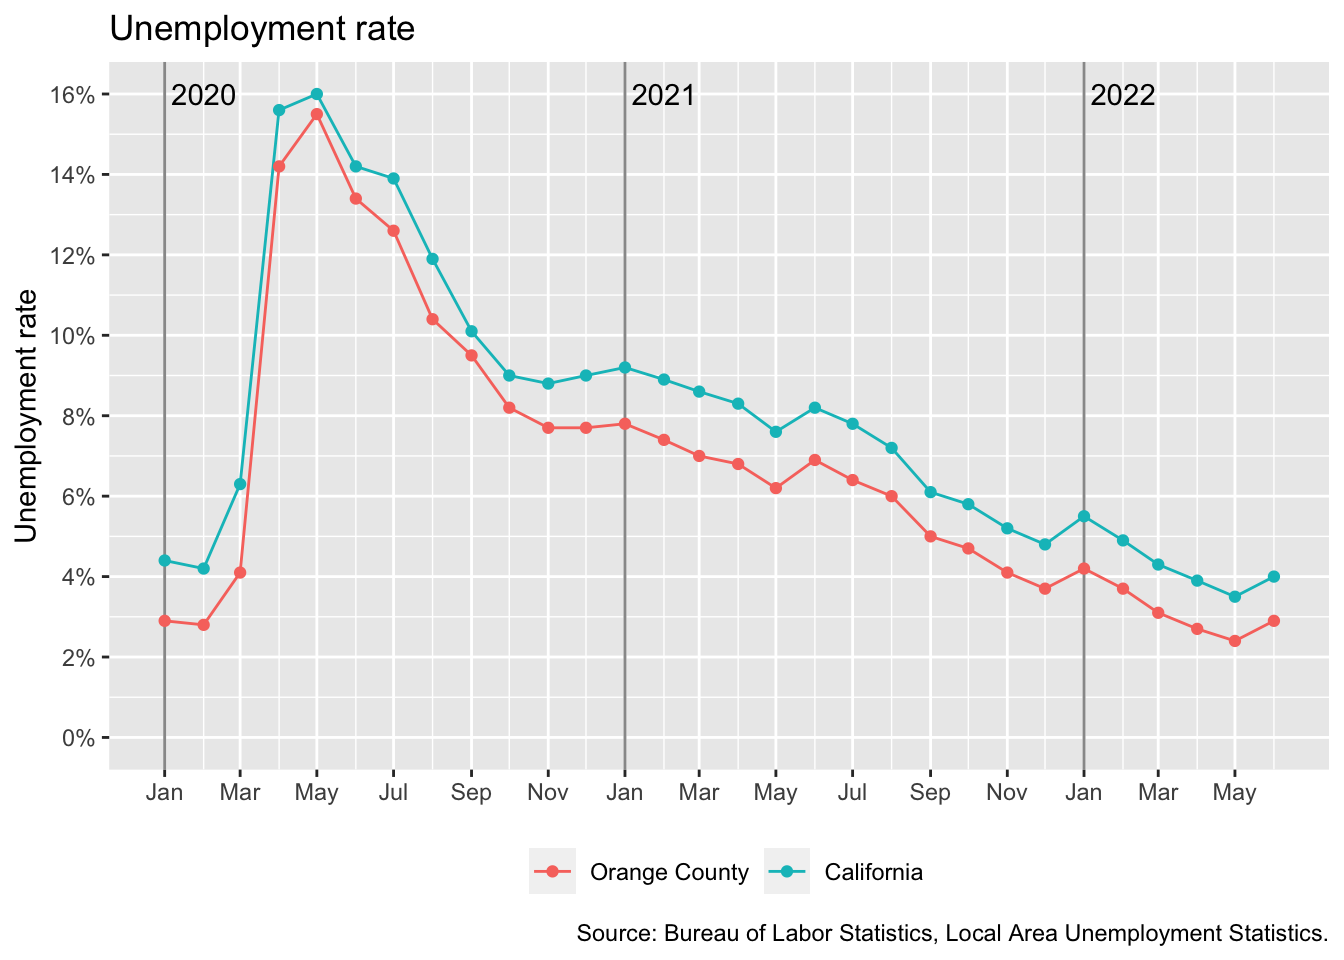 Unemployment rate
2020 2021 2022
16%
14%
12%
10%
8%
6%
4%
2%
0%
Unemployment rate
Jan Mar May Jul Sep Nov Jan Mar May Jul Sep Nov Jan Mar May
Orange County California
Source: Bureau of Labor Statistics, Local Area Unemployment Statistics.